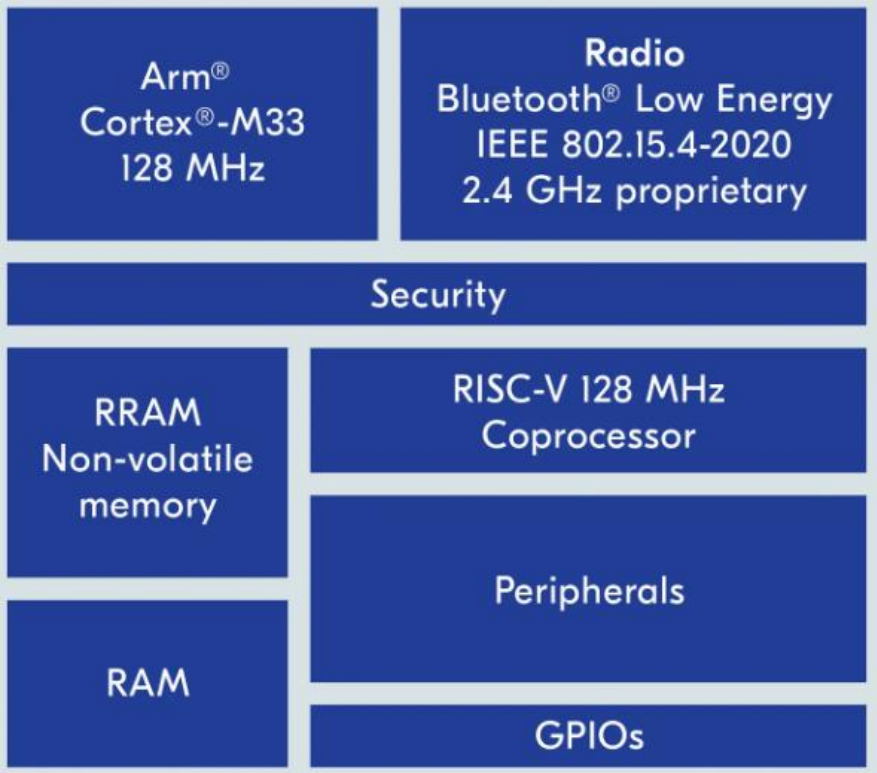 Arm®
Cortex®-M33
128 MHz
Radio
Bluetooth® Low Energy
IEEE 802.15.4-2020
2.4 GHz proprietary
Security
RRAM
Non-volatile
memory
RISC-V 128 MHz
Coprocessor
Peripherals
RAM
GPIOs